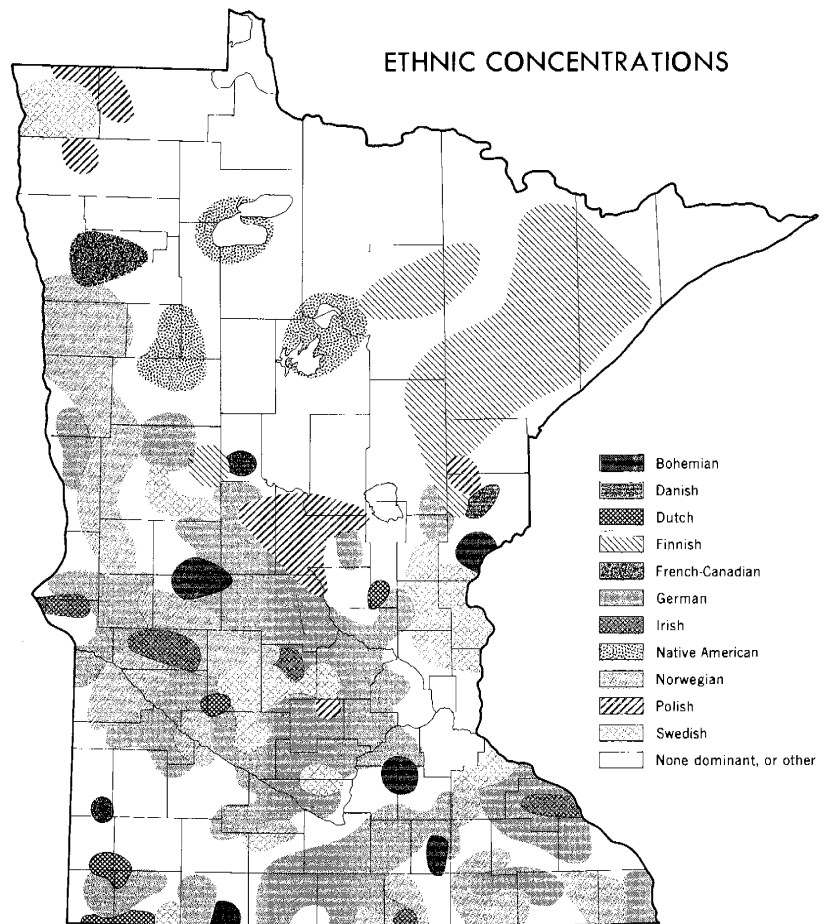 ETHNIC CONCENTRATIONS
Bohemian
Danish
Dutch
Finnish
French-Canadian
German
Irish
Native American
Norwegian
Polish
Swedish
None dominant, or other